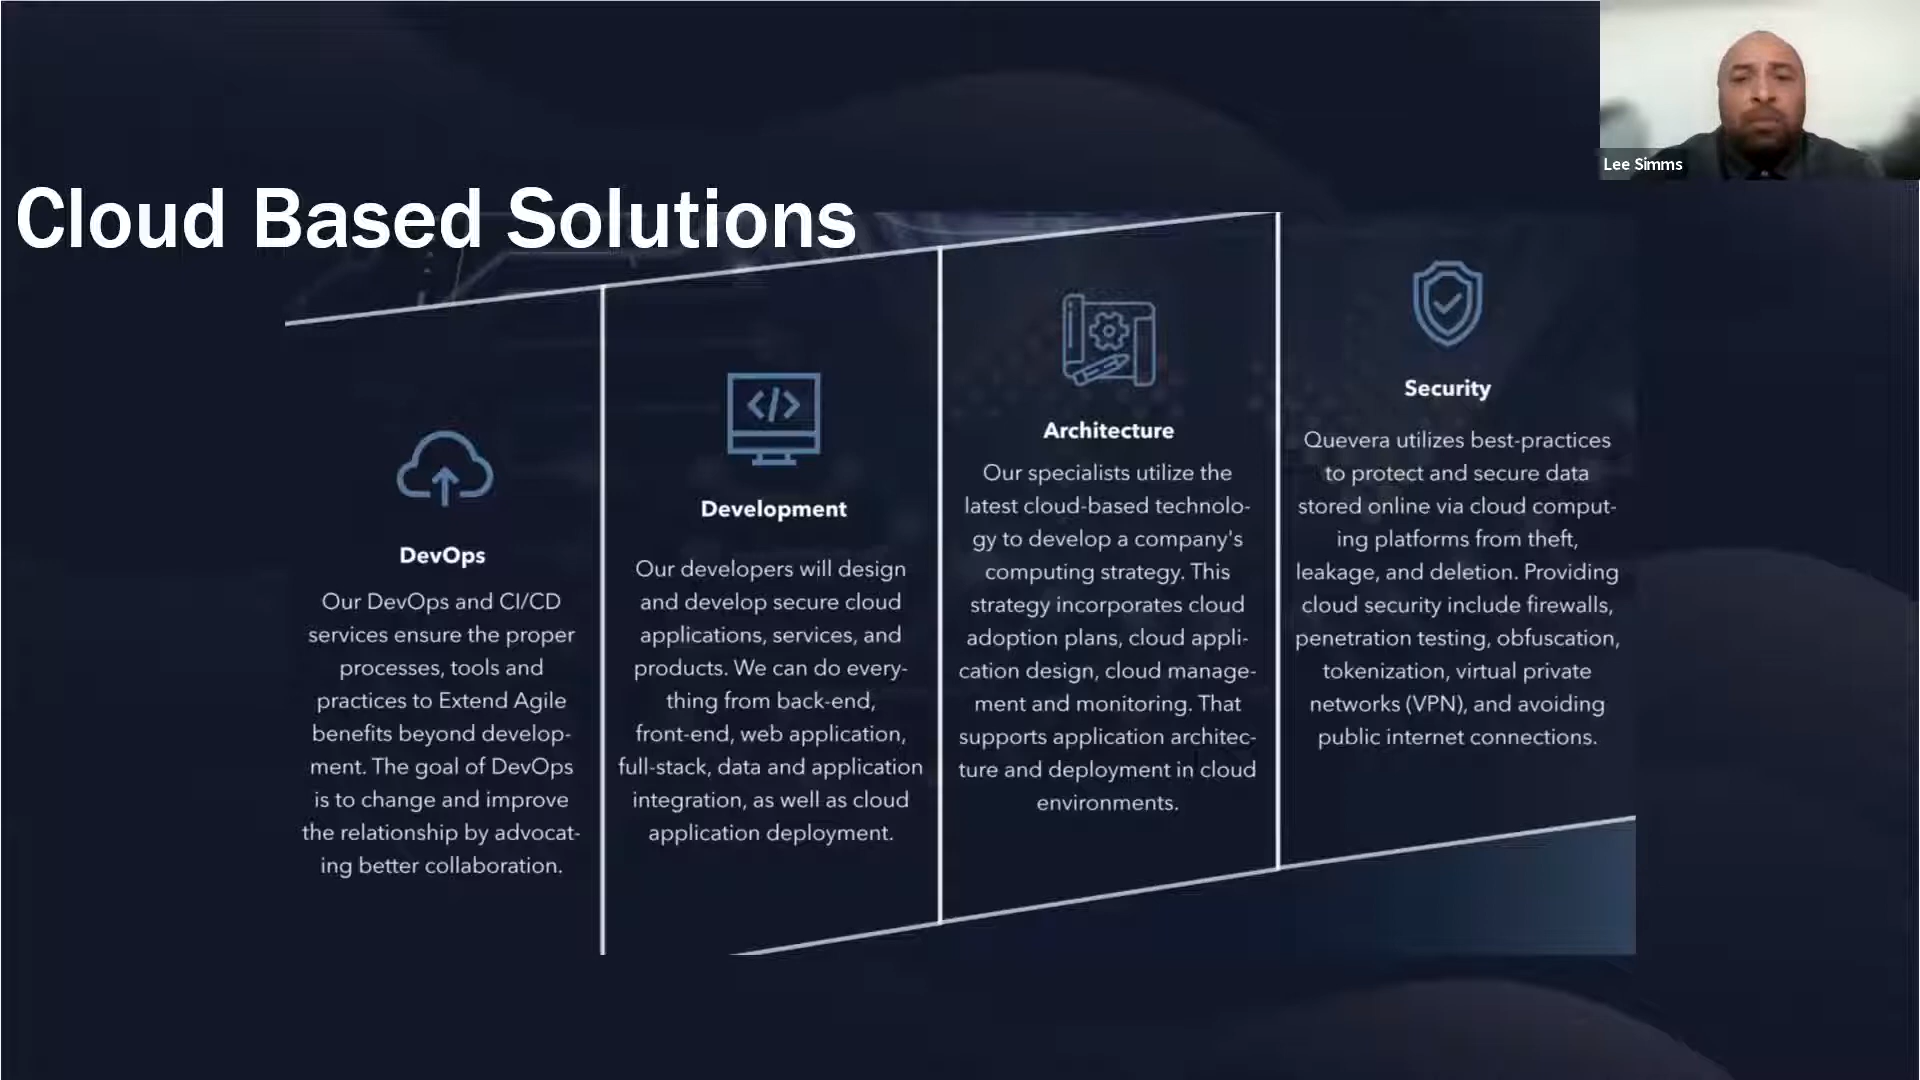 Lee Simms
Cloud Based Solutions
DevOps
Our DevOps and CI/CD
services ensure the proper
processes, tools and
practices to Extend Agile
benefits beyond develop-
ment. The goal of DevOps
is to change and improve
the relationship by advocat-
ing better collaboration.
</>
Development
Our developers will design
and develop secure cloud
applications, services, and
products. We can do every-
thing from back-end,
front-end, web application,
full-stack, data and application
integration, as well as cloud
application deployment.
Architecture
Our specialists utilize the
latest cloud-based technolo-
gy to develop a company's
computing strategy. This
strategy incorporates cloud
adoption plans, cloud appli-
cation design, cloud manage-
ment and monitoring. That
supports application architec-
ture and deployment in cloud
environments.
Security
Quevera utilizes best-practices
to protect and secure data
stored online via cloud comput-
ing platforms from theft,
leakage, and deletion. Providing
cloud security include firewalls,
penetration testing, obfuscation,
tokenization, virtual private
networks (VPN), and avoiding
public internet connections.